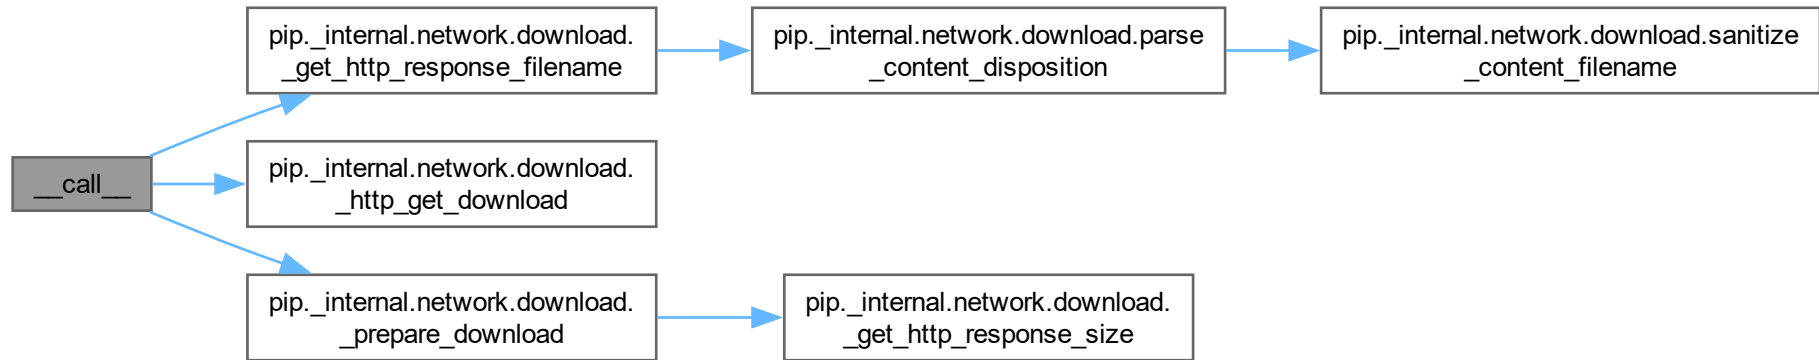 pip._internal.network.download.
_get_http_response_filename
pip._internal.network.download.parse
_content_disposition
pip._internal.network.download.sanitize
_content_filename
__call__
pip._internal.network.download.
_http_get_download
pip._internal.network.download.
_prepare_download
pip._internal.network.download.
_get_http_response_size